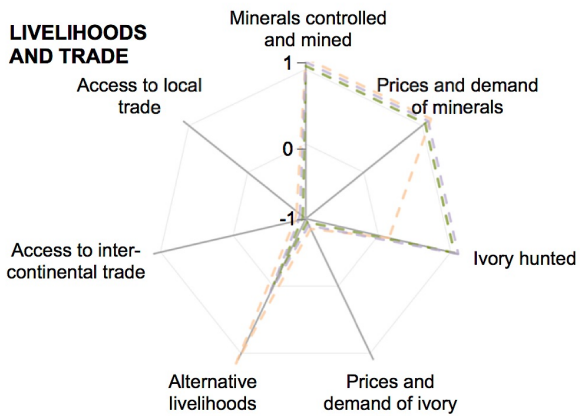 LIVELIHOODS
AND TRADE
Minerals controlled
and mined
1
Access to local
trade
Prices and demand
of minerals
0
-1
Access to inter-
continental trade
Ivory hunted
Alternative
livelihoods
Prices and
demand of ivory